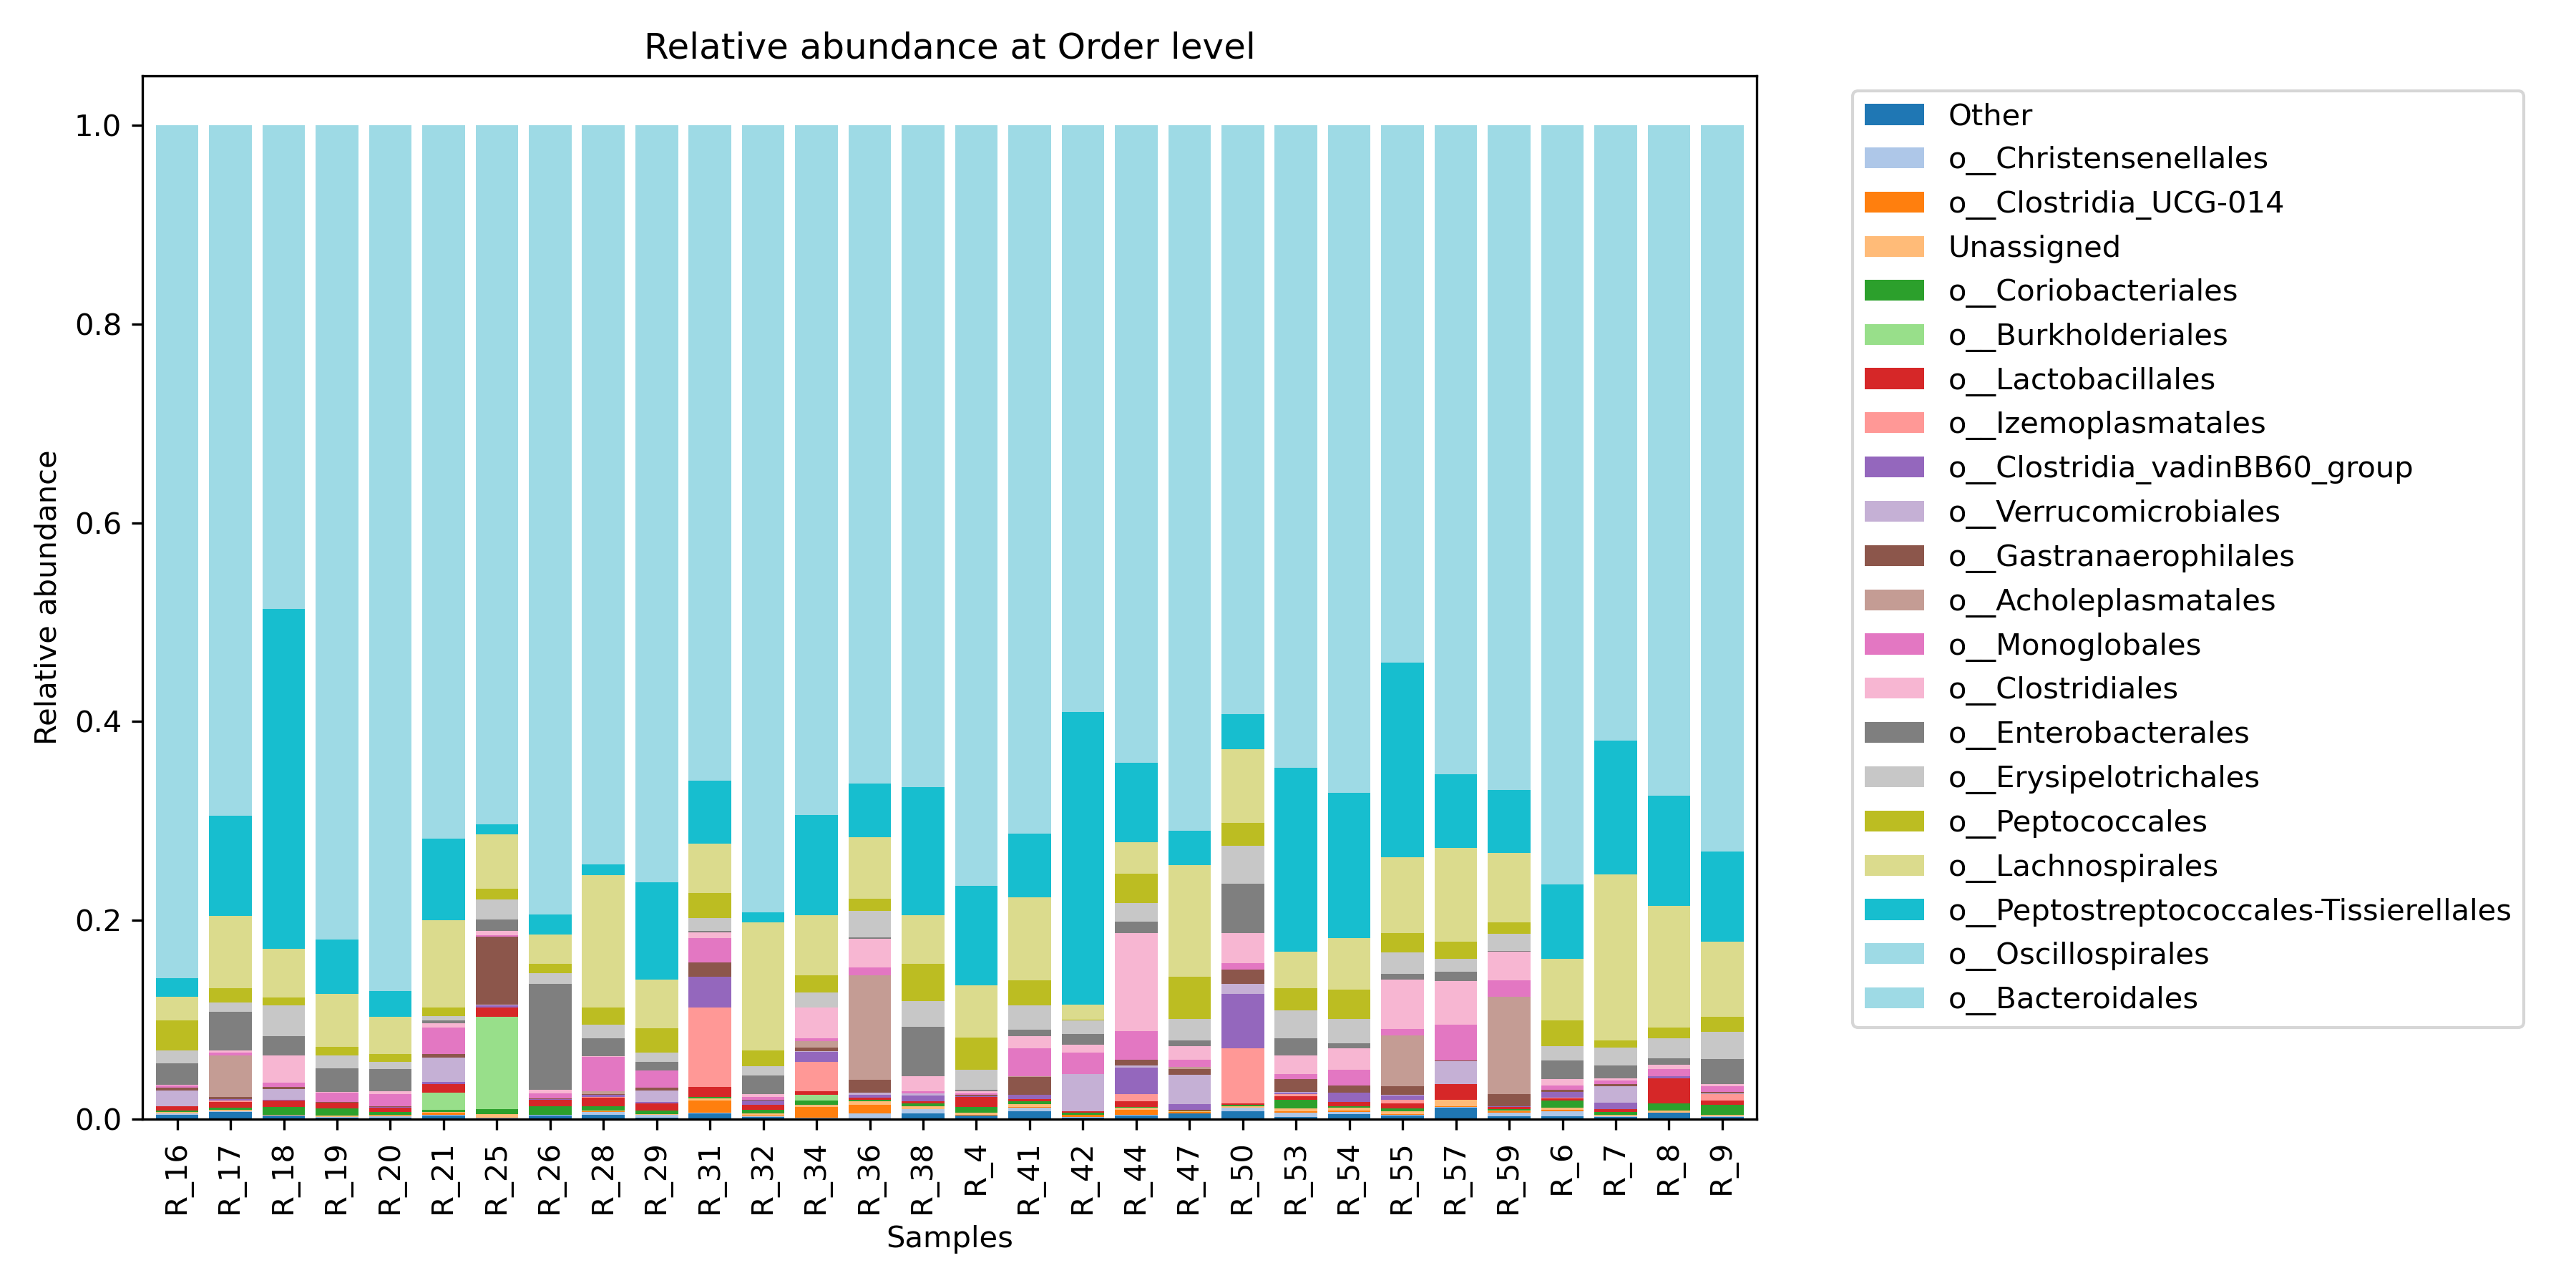 Relative abundance at Order level
1.0
0.8
0.6
0.4
0.2
0.0
Relative abundance
R_16
R_17
R_18
R_19
R_20
R_21
R_25
R_26
R_28
R_29
R_31
R_32
R_34
R_36
R_38
R_4
R_41
R_42
R_44
R_47
R_50
R_53
R_54
R_55
R_57
R_59
R_6
R_7
R_8
R_9
Samples
Other
o__Christensenellales
o__Clostridia_UCG-014
Unassigned
o__Coriobacteriales
o__Burkholderiales
o__Lactobacillales
o__Izemoplasmatales
o__Clostridia_vadinBB60_group
o__Verrucomicrobiales
o__Gastranaerophilales
o__Acholeplasmatales
o__Monoglobales
o__Clostridiales
o__Enterobacterales
o__Erysipelotrichales
o__Peptococcales
o__Lachnospirales
o__Peptostreptococcales-Tissierellales
o__Oscillospirales
o__Bacteroidales